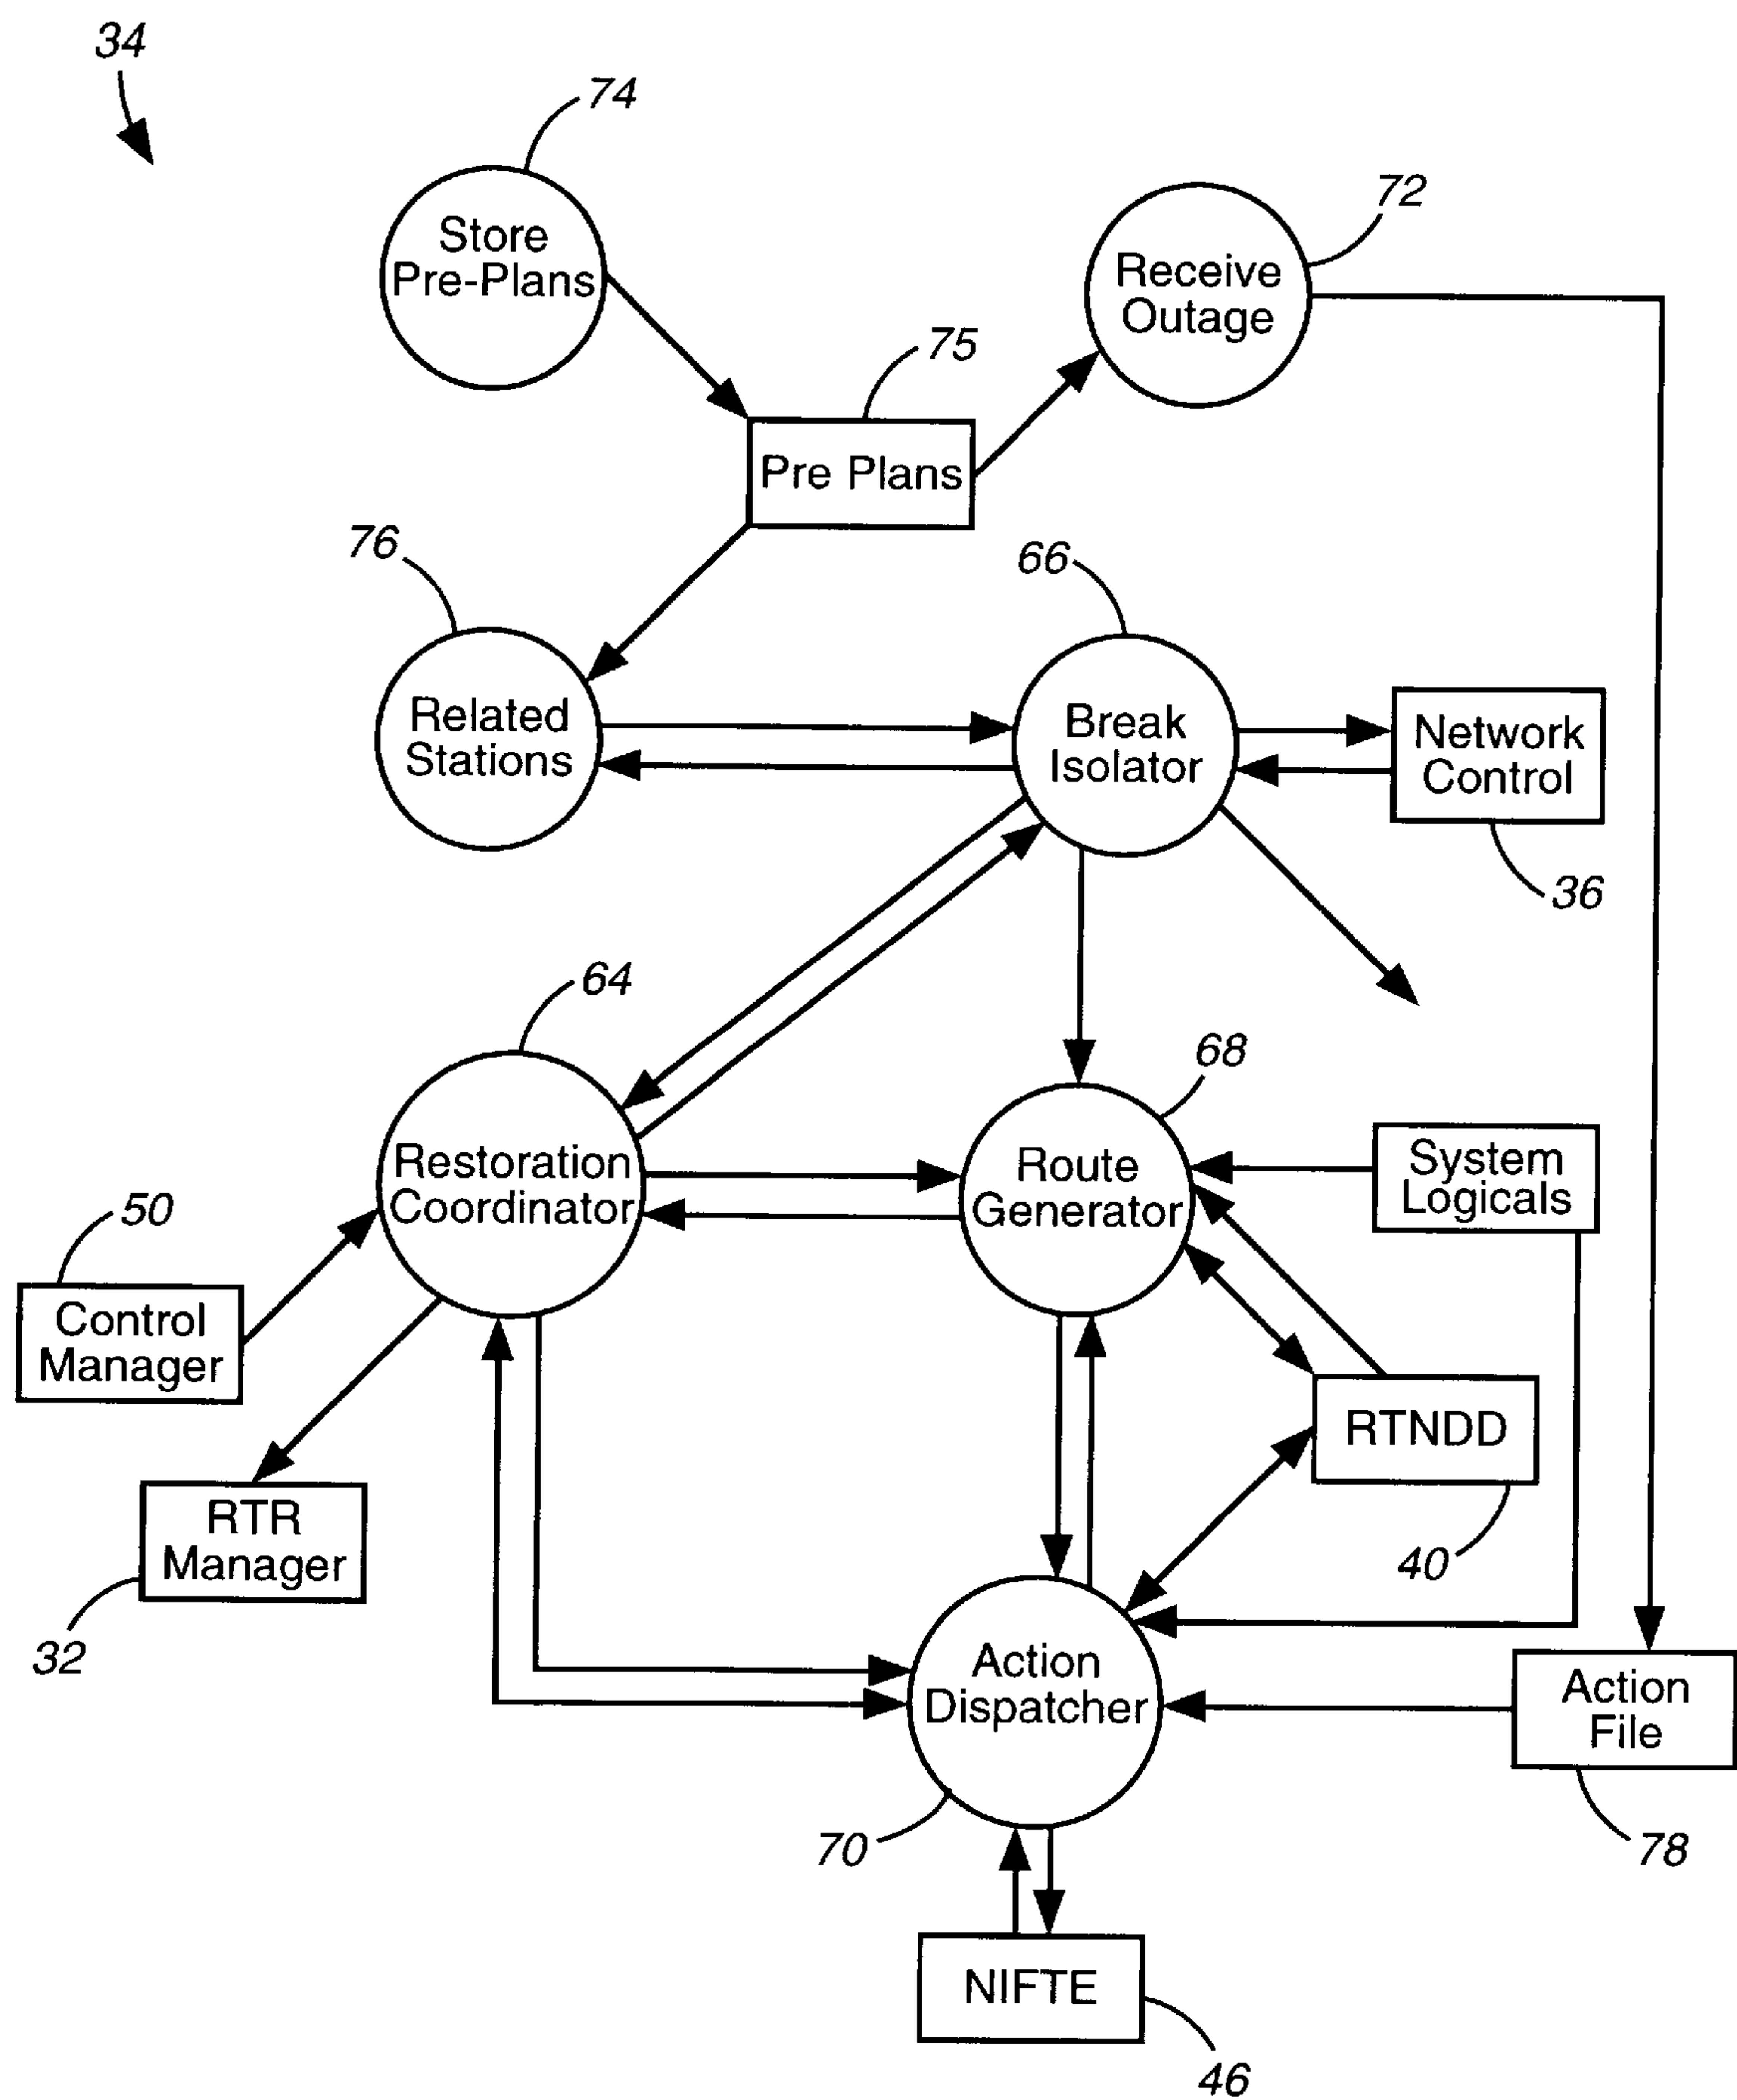 34
74
Store
Pre-Plans
72
Receive
Outage
75
Pre Plans
76
Related
Stations
66
Break
Isolator
Network
Control
36
64
Restoration
Coordinator
68
Route
Generator
System
Logicals
50
Control
Manager
RTR
Manager
32
RTNDD
40
Action
Dispatcher
70
Action
File
78
NIFTE
46